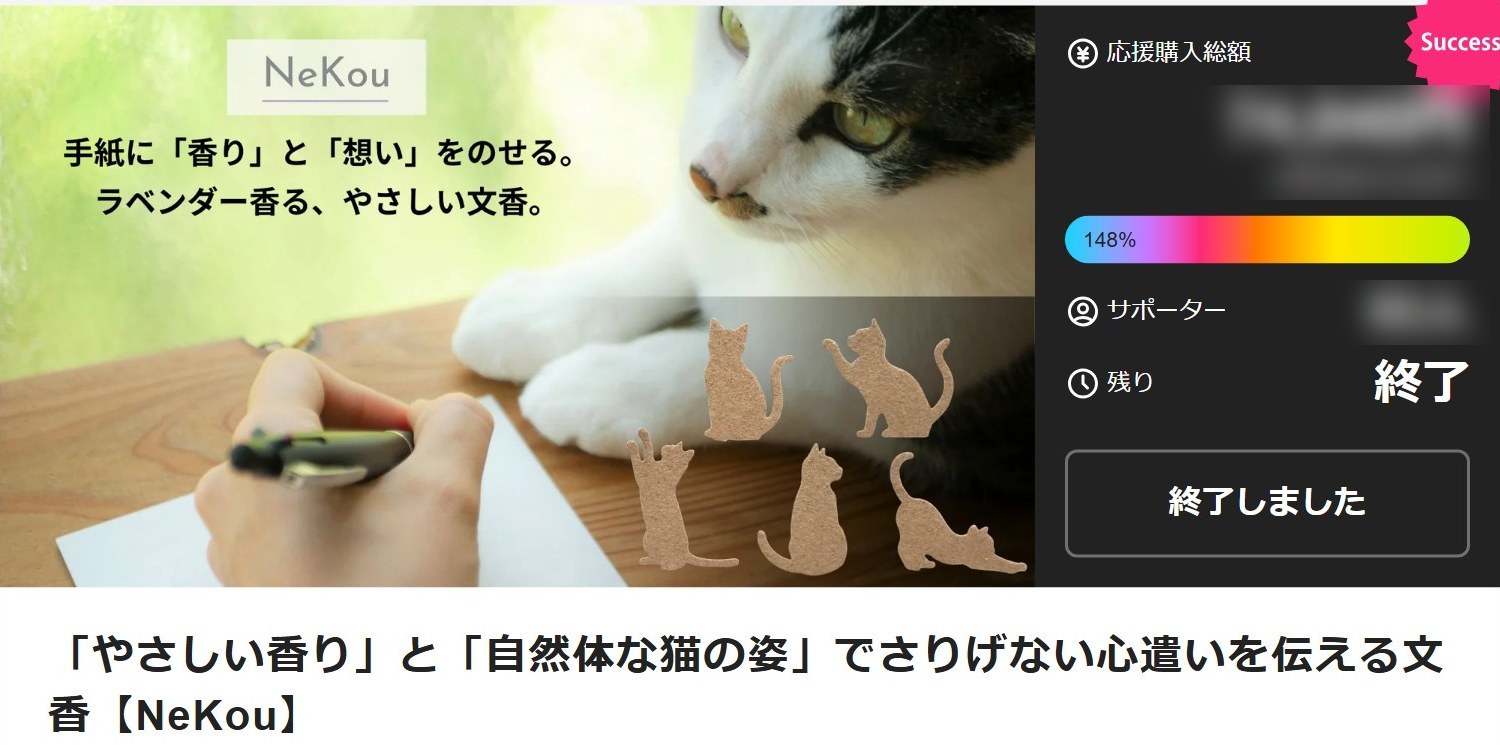 NeKou
手紙に「香り」と「想い」をのせる。
ラベンダー香る、やさしい文香。
応援購入総額
Success
148%
サポーター
残り
終了
終了しました
「やさしい香り」と「自然体な猫の姿」でさりげない心遣いを伝える文
香【NeKou】